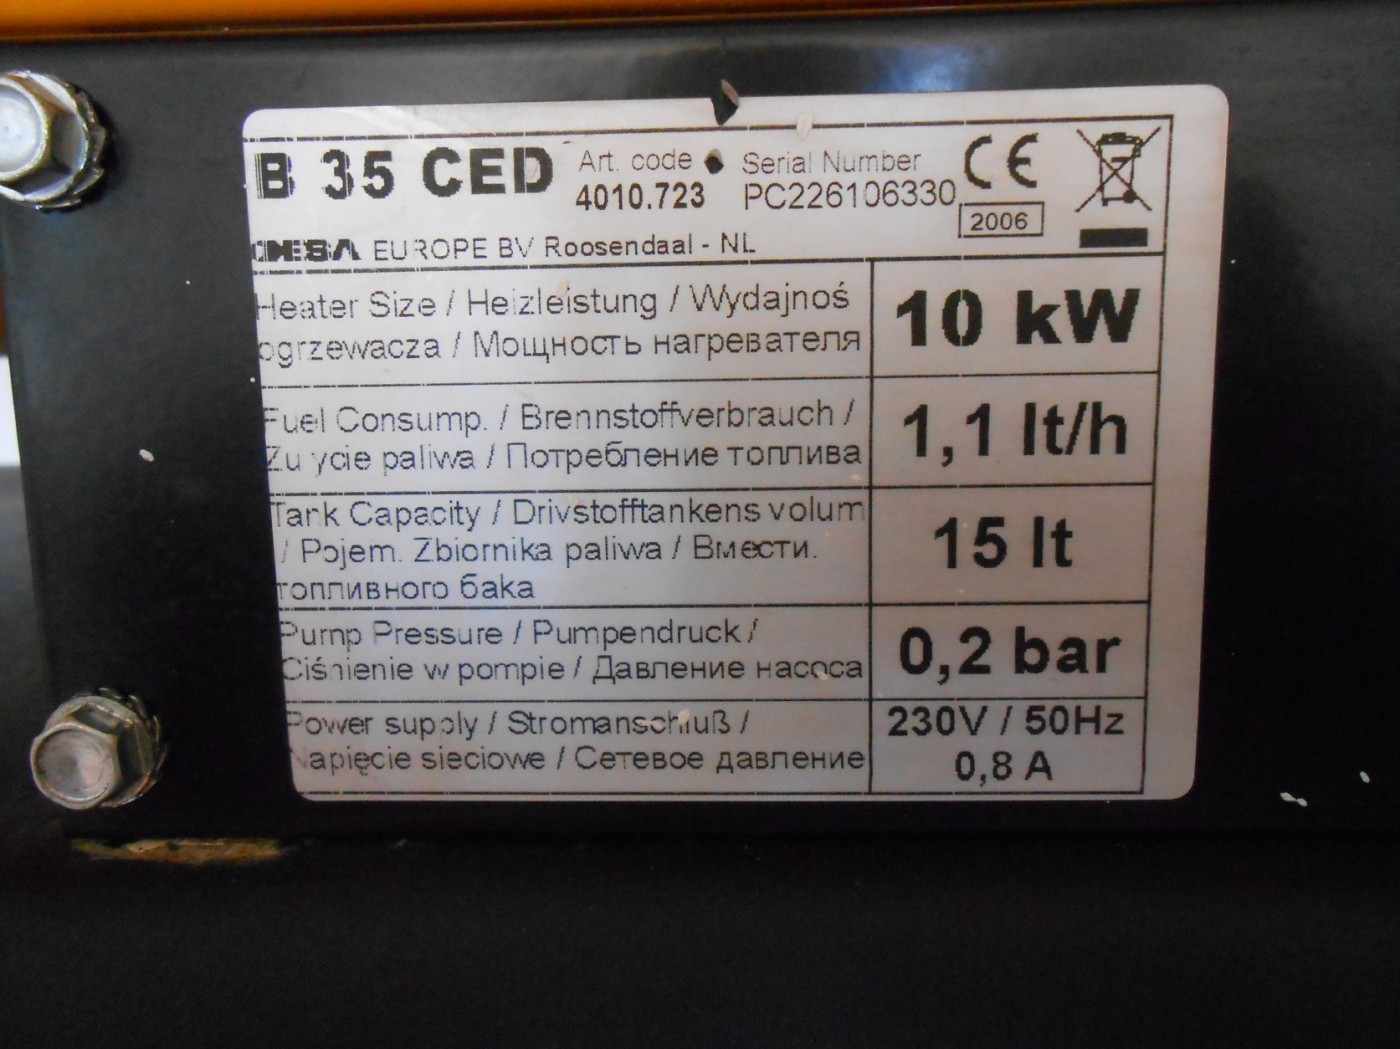 B 35 CED
Art. code
4010.723
Serial Number
PC226106330
CE
2006
DESA EUROPE BV Roosendaal - NL
Heater Size / Heizleistung / Wydajnoś
ogrzewacza / Мощность нагревателя
10 kW
Fuel Consump. / Brennstoffverbrauch /
Zu ycie paliwa / Потребление топлива
1,1 lt/h
Tank Capacity / Drivstofftankens volum
/ Pojem. Zbiornika paliwa / Вмести.
топливного бака
15 lt
Pump Pressure / Pumpendruck /
Ciśnienie w pompie / Давление насоса
0,2 bar
Power supply / Stromanschluß /
Napięcie sieciowe / Сетевое давление
230V / 50Hz
0,8 A